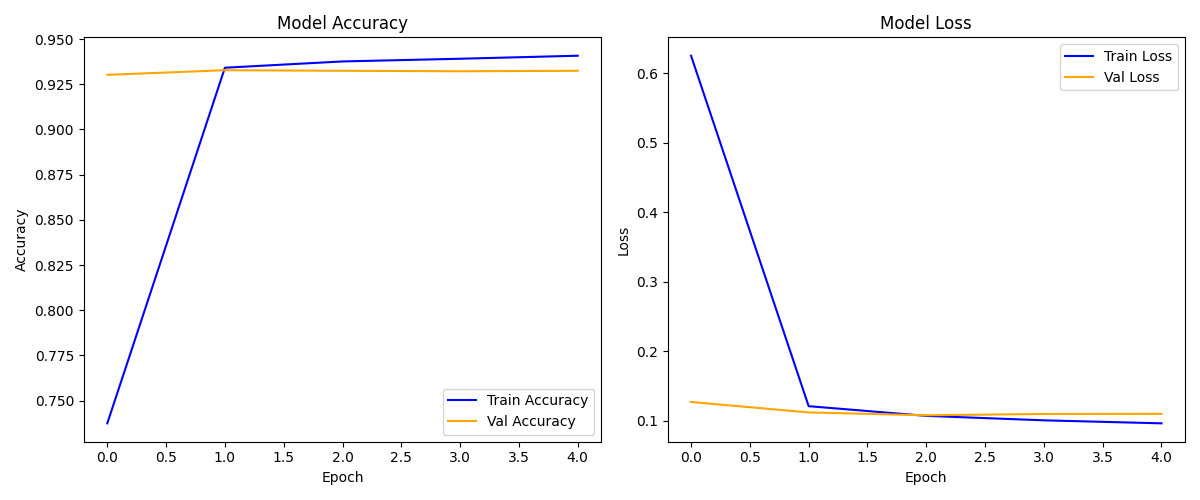 Model Accuracy
0.950
0.925
0.900
0.875
0.850
0.825
0.800
0.775
0.750
Accuracy
Train Accuracy
Val Accuracy
0.0 0.5 1.0 1.5 2.0 2.5 3.0 3.5 4.0
Epoch
Model Loss
Train Loss
Val Loss
0.6
0.5
0.4
0.3
0.2
0.1
Loss
0.0 0.5 1.0 1.5 2.0 2.5 3.0 3.5 4.0
Epoch